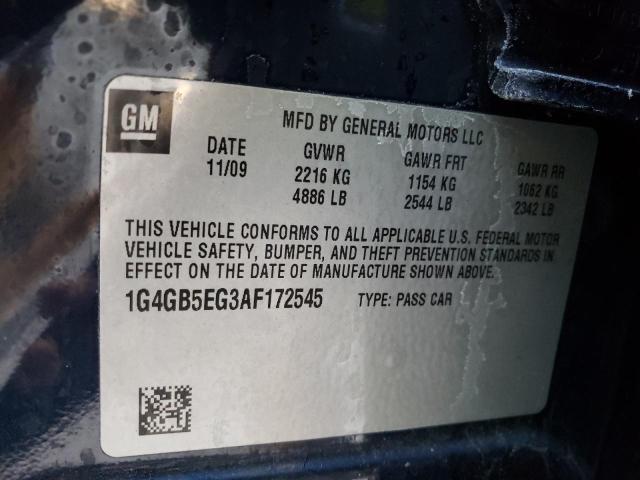 GM
MFD BY GENERAL MOTORS LLC
DATE GVWR GAWR FRT GAWR RR
11/09 2216 KG 1154 KG 1062 KG
4886 LB 2544 LB 2342 LB
THIS VEHICLE CONFORMS TO ALL APPLICABLE U.S. FEDERAL MOTOR
VEHICLE SAFETY, BUMPER, AND THEFT PREVENTION STANDARDS IN
EFFECT ON THE DATE OF MANUFACTURE SHOWN ABOVE.
1G4GB5EG3AF172545 TYPE: PASS CAR